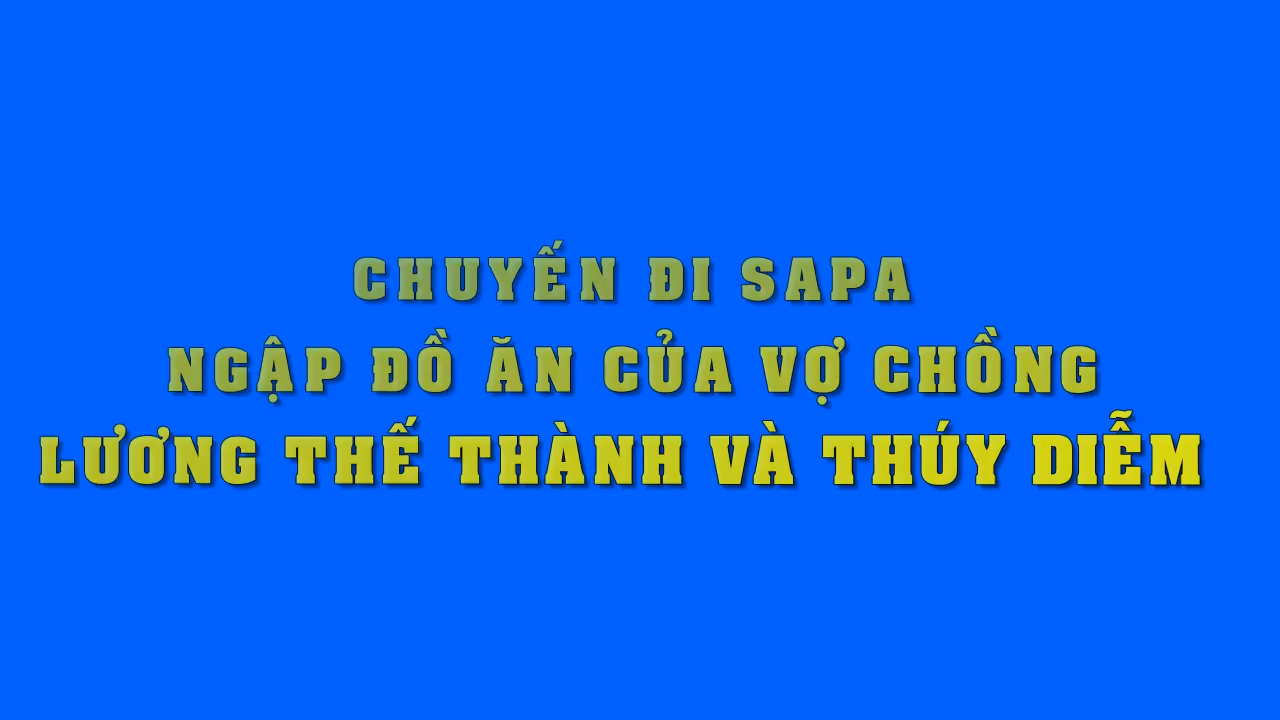 CHUYẾN ĐI SAPA
NGẬP ĐỒ ĂN CỦA VỢ CHỒNG
LƯƠNG THẾ THÀNH VÀ THÚY DIỄM